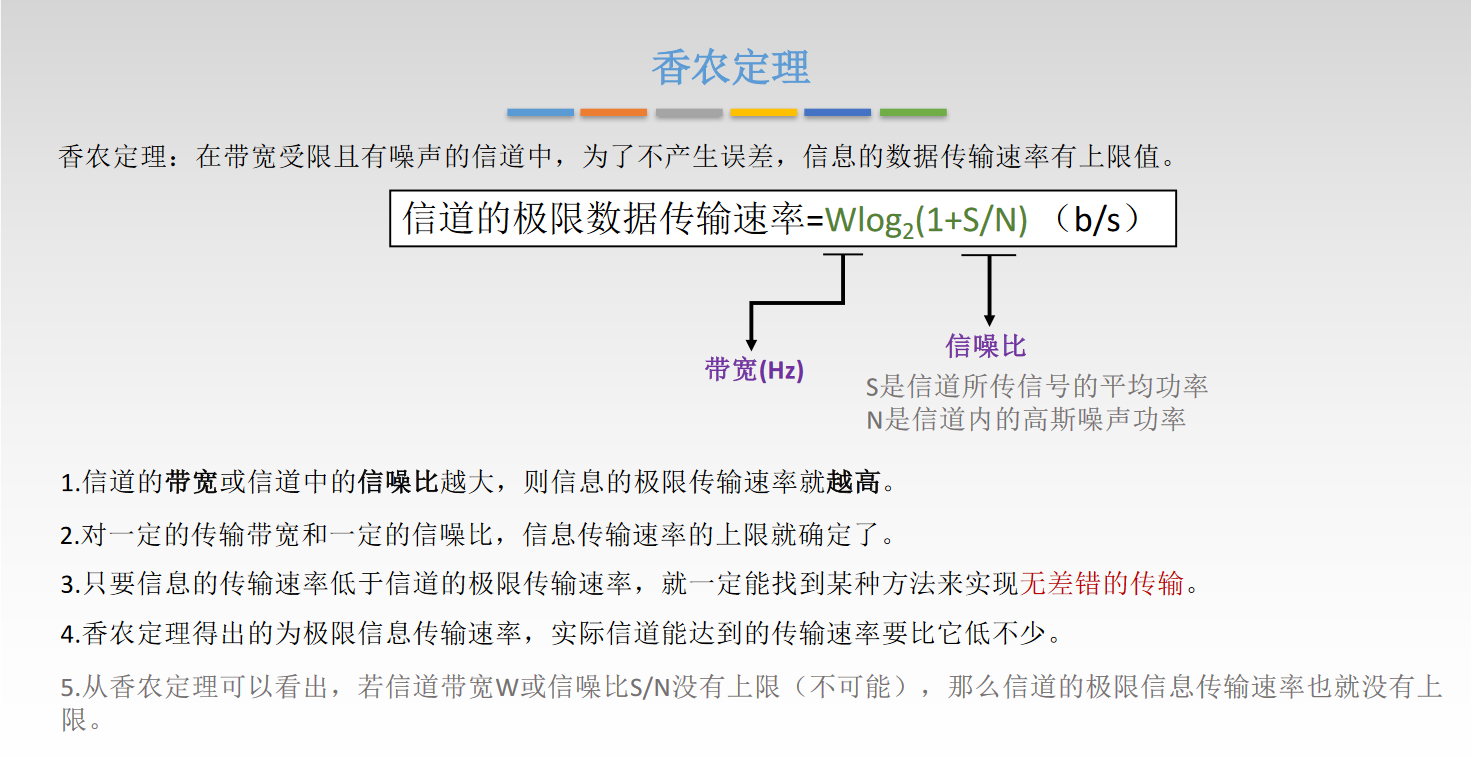 香农定理
香农定理：在带宽受限且有噪声的信道中，为了不产生误差，信息的数据传输速率有上限值。
信道的极限数据传输速率=Wlog₂(1+S/N)（b/s）
带宽(Hz)
信噪比
S是信道所传信号的平均功率
N是信道内的高斯噪声功率
1.信道的带宽或信道中的信噪比越大，则信息的极限传输速率就越高。
2.对一定的传输带宽和一定的信噪比，信息传输速率的上限就确定了。
3.只要信息的传输速率低于信道的极限传输速率，就一定能找到某种方法来实现无差错的传输。
4.香农定理得出的为极限信息传输速率，实际信道能达到的传输速率要比它低不少。
5.从香农定理可以看出，若信道带宽W或信噪比S/N没有上限（不可能），那么信道的极限信息传输速率也就没有上
限。